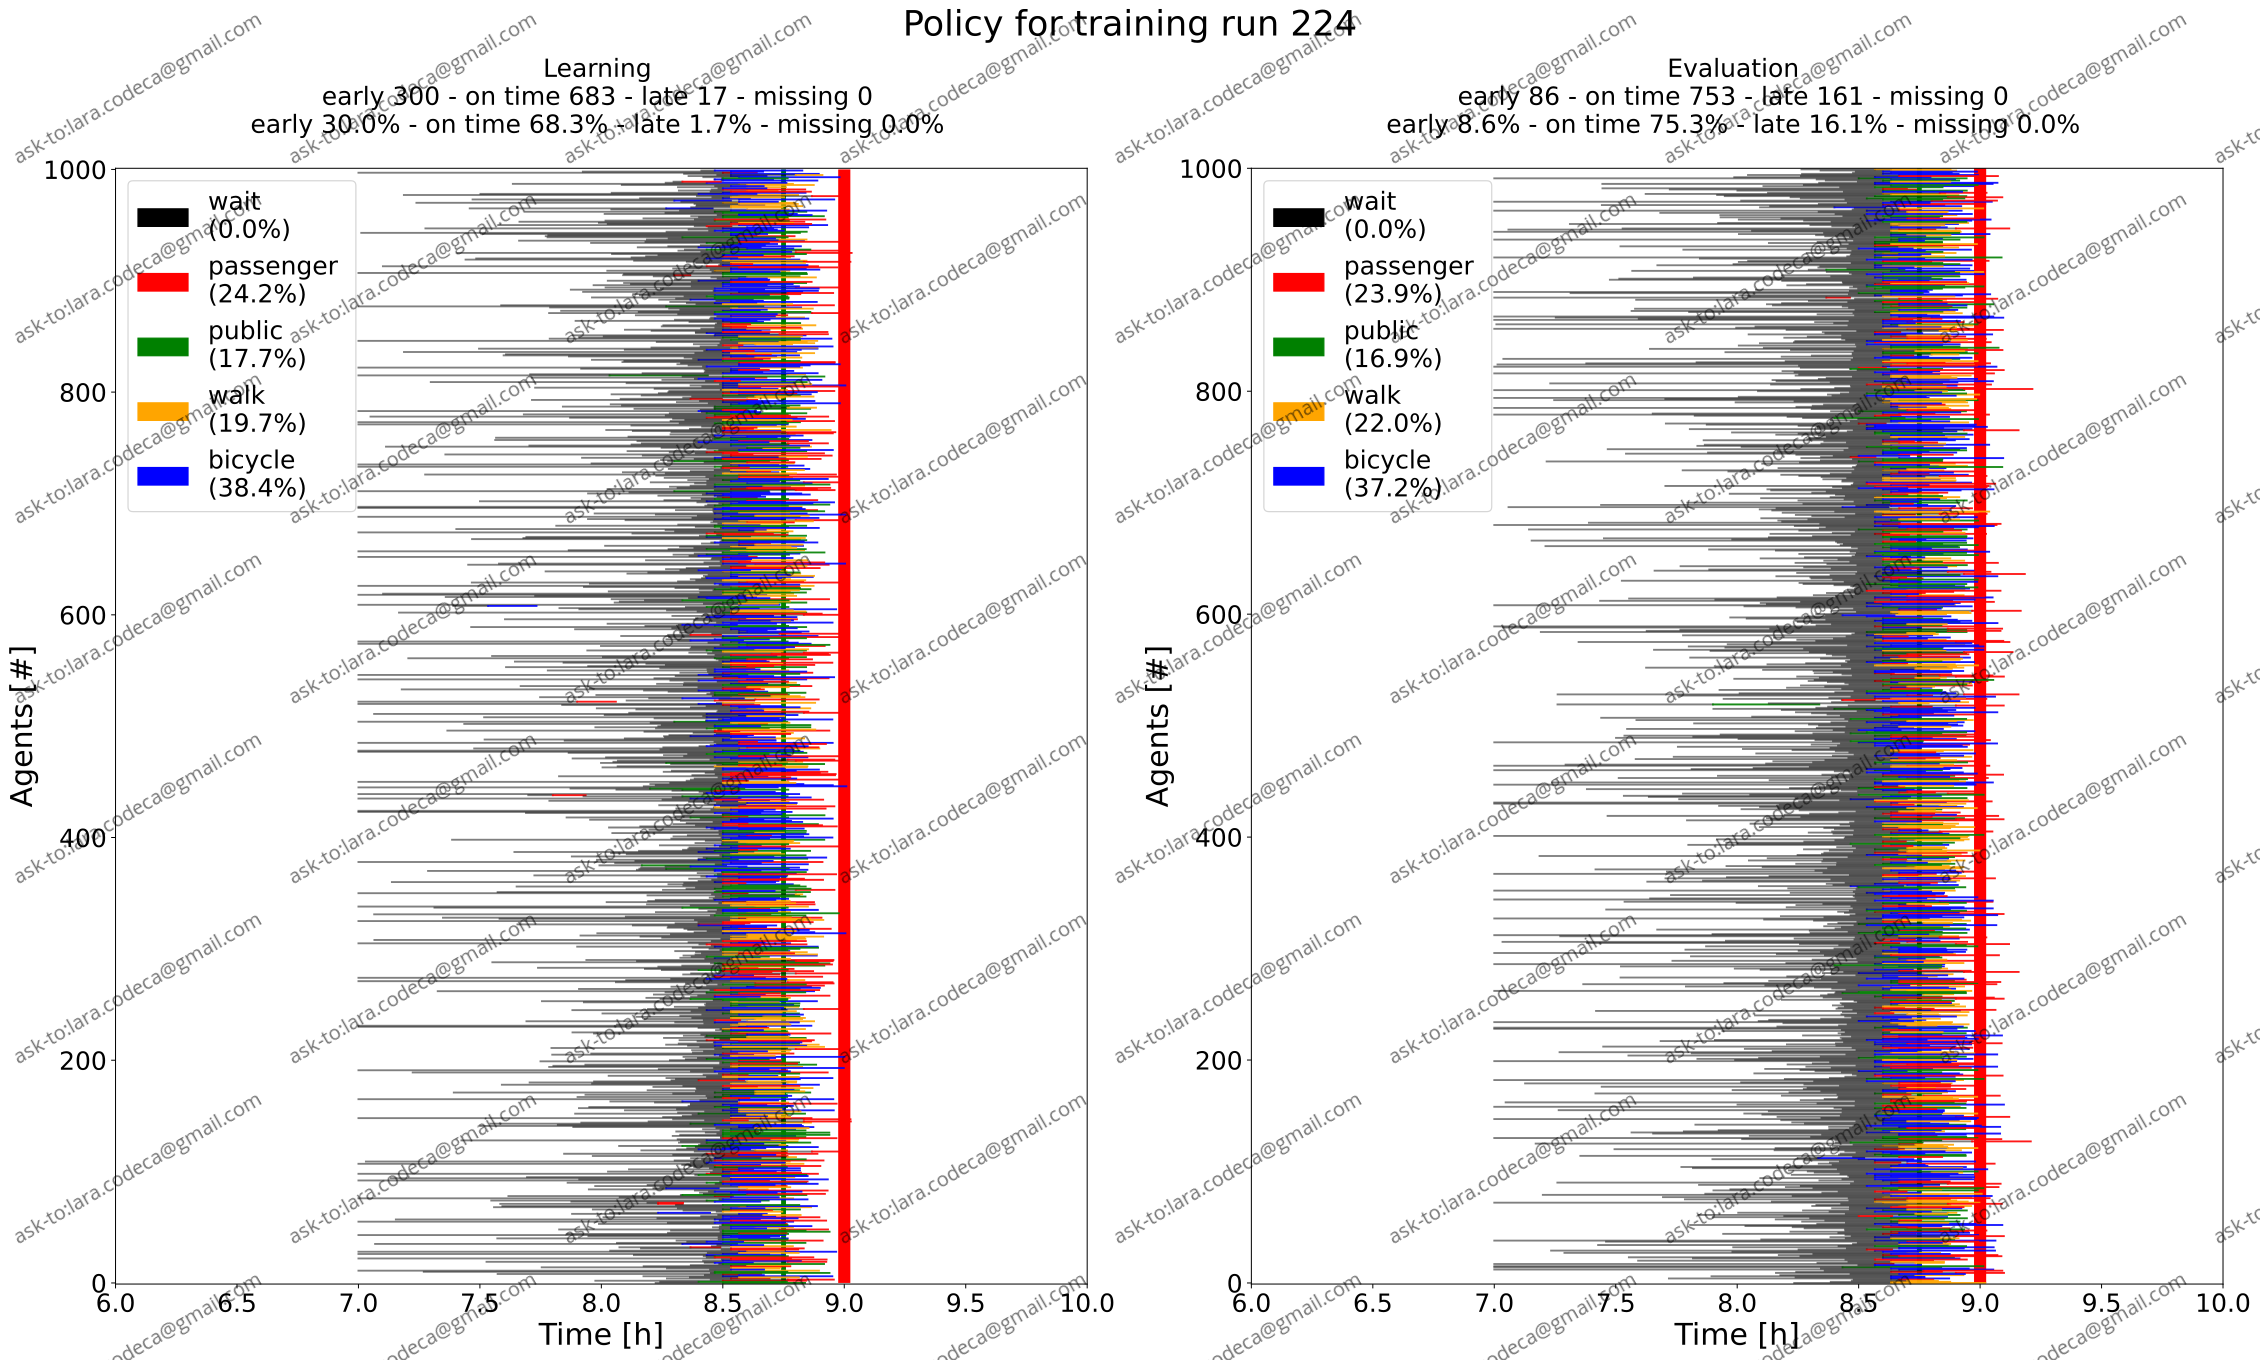 Policy for training run 224
Learning
early 300 - on time 683 - late 17 - missing 0
early 30.0% - on time 68.3% - late 1.7% - missing 0.0%
1000
800
600
400
200
0
Agents [#]
wait
(0.0%)
passenger
(24.2%)
public
(17.7%)
walk
(19.7%)
bicycle
(38.4%)
6.0 6.5 7.0 7.5 8.0 8.5 9.0 9.5 10.0
Time [h]
Evaluation
early 86 - on time 753 - late 161 - missing 0
early 8.6% - on time 75.3% - late 16.1% - missing 0.0%
1000
800
600
400
200
0
Agents [#]
wait
(0.0%)
passenger
(23.9%)
public
(16.9%)
walk
(22.0%)
bicycle
(37.2%)
6.0 6.5 7.0 7.5 8.0 8.5 9.0 9.5 10.0
Time [h]
ask-to:lara.codeca@gmail.com